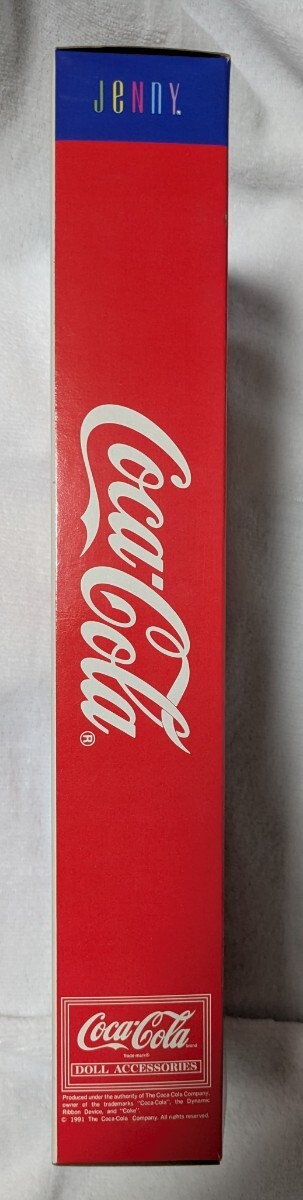 JeNNY®
Coca-Cola®
Coca-Cola
brand
Trade-mark®
DOLL ACCESSORIES
Produced under the authority of The Coca-Cola Company,
owner of the trademarks "Coca-Cola", the Dynamic
Ribbon Device, and "Coke".
© 1991 The Coca-Cola Company. All rights reserved.